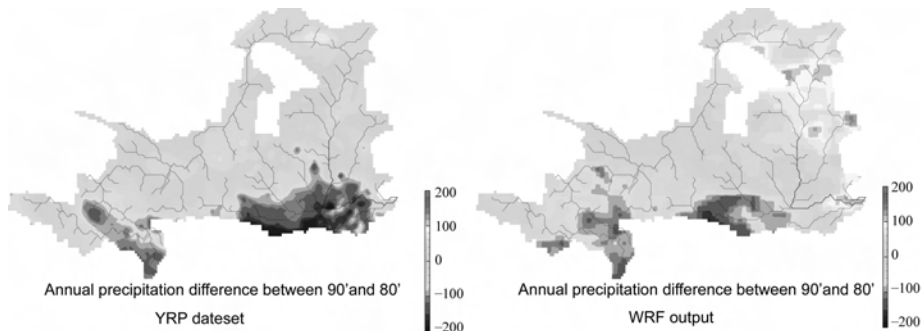 200
100
0
−100
−200
Annual precipitation difference between 90'and 80'
YRP dateset
200
100
0
−100
−200
Annual precipitation difference between 90'and 80'
WRF output